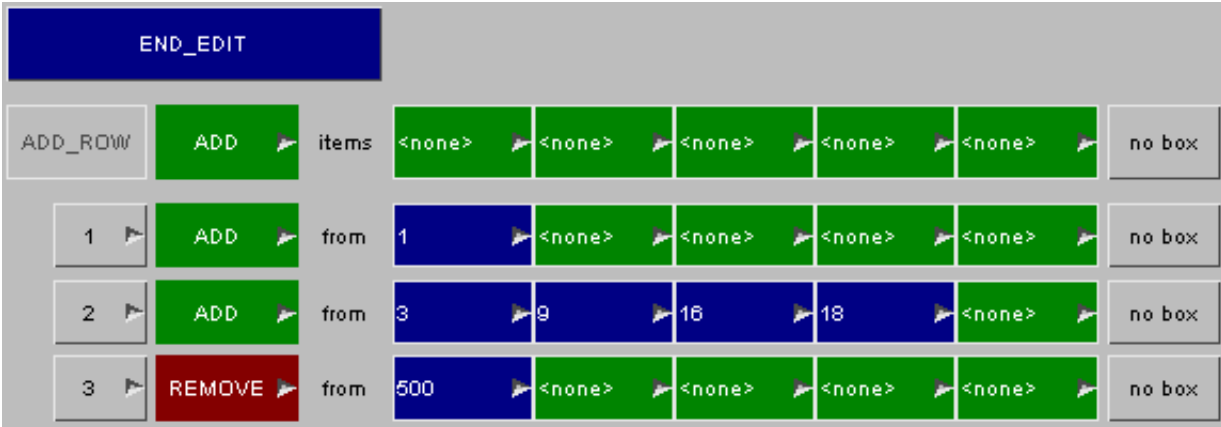 END_EDIT
ADD_ROW ADD items <none> <none> <none> <none> <none> no box
1 ADD from 1 <none> <none> <none> <none> no box
2 ADD from 3 9 16 18 <none> no box
3 REMOVE from 500 <none> <none> <none> <none> no box